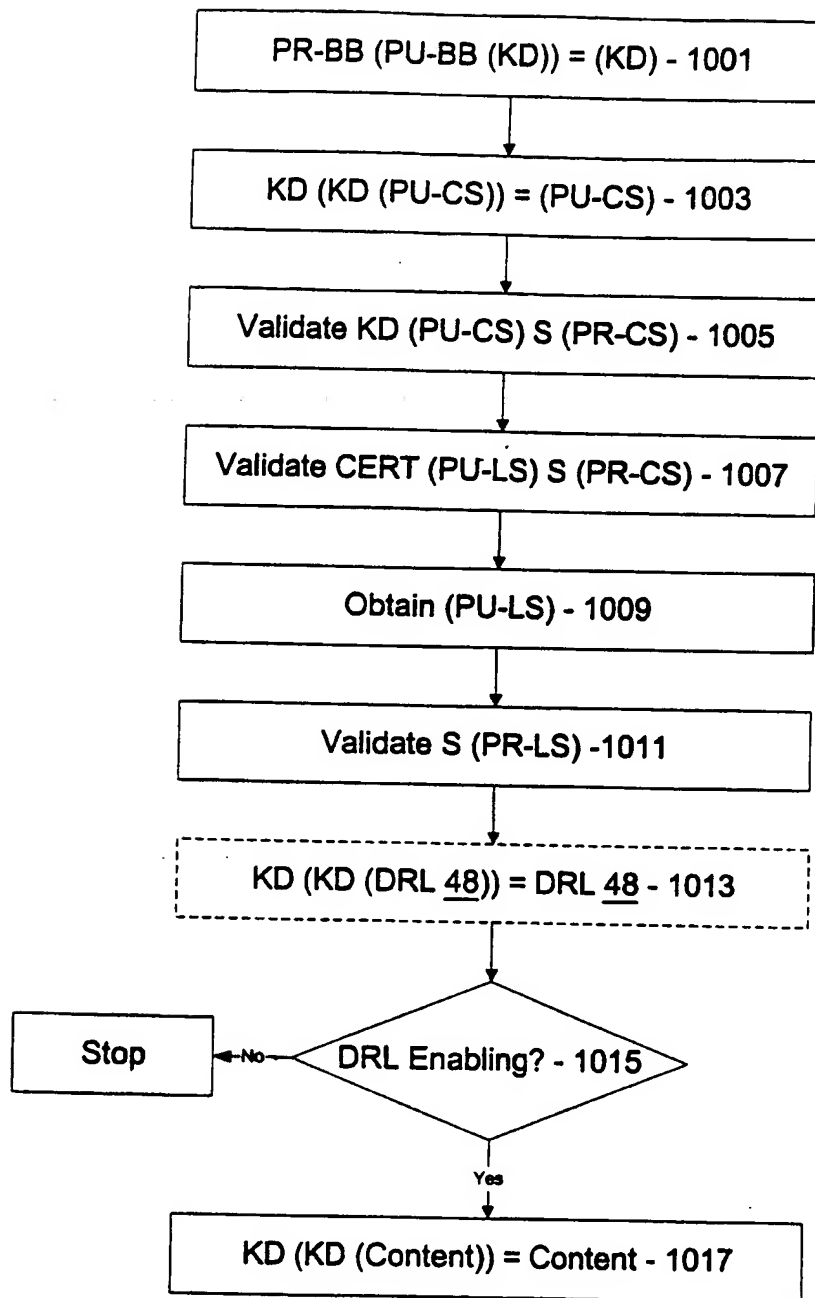 PR-BB (PU-BB (KD)) = (KD) - 1001
KD (KD (PU-CS)) = (PU-CS) - 1003
Validate KD (PU-CS) S (PR-CS) - 1005
Validate CERT (PU-LS) S (PR-CS) - 1007
Obtain (PU-LS) - 1009
Validate S (PR-LS) -1011
KD (KD (DRL 48)) = DRL 48 - 1013
Stop
No
DRL Enabling? - 1015
Yes
KD (KD (Content)) = Content - 1017